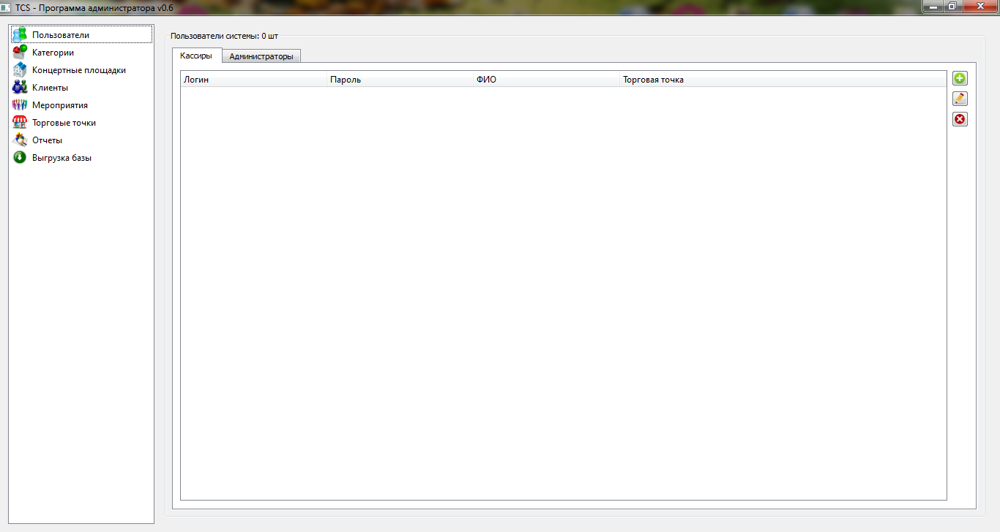 TCS - Программа администратора v0.6
Пользователи
Категории
Концертные площадки
Клиенты
Мероприятия
Торговые точки
Отчеты
Выгрузка базы
Пользователи системы: 0 шт
Кассиры Администраторы
Логин Пароль ФИО Торговая точка